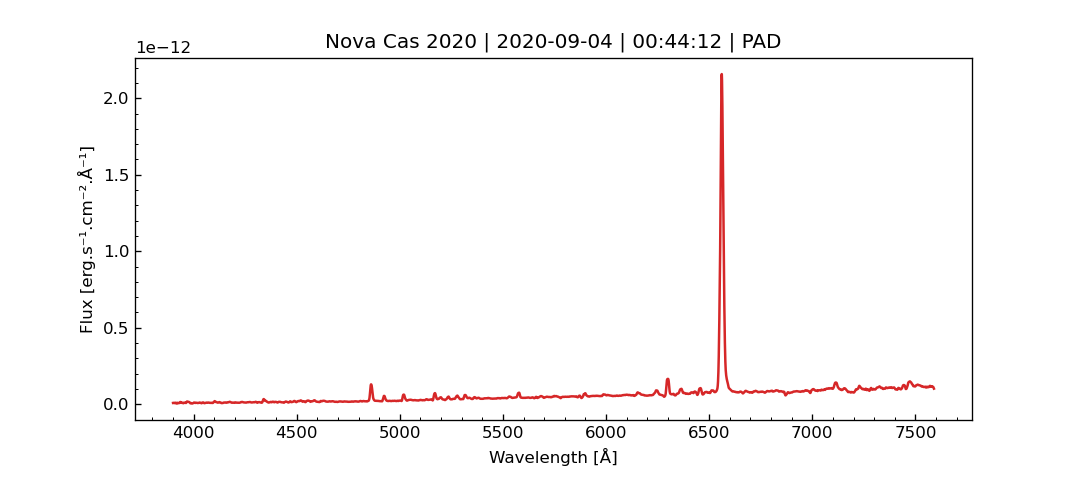 Nova Cas 2020 | 2020-09-04 | 00:44:12 | PAD
1e−12
2.0
1.5
1.0
0.5
0.0
Flux [erg.s⁻¹.cm⁻².Å⁻¹]
4000 4500 5000 5500 6000 6500 7000 7500
Wavelength [Å]